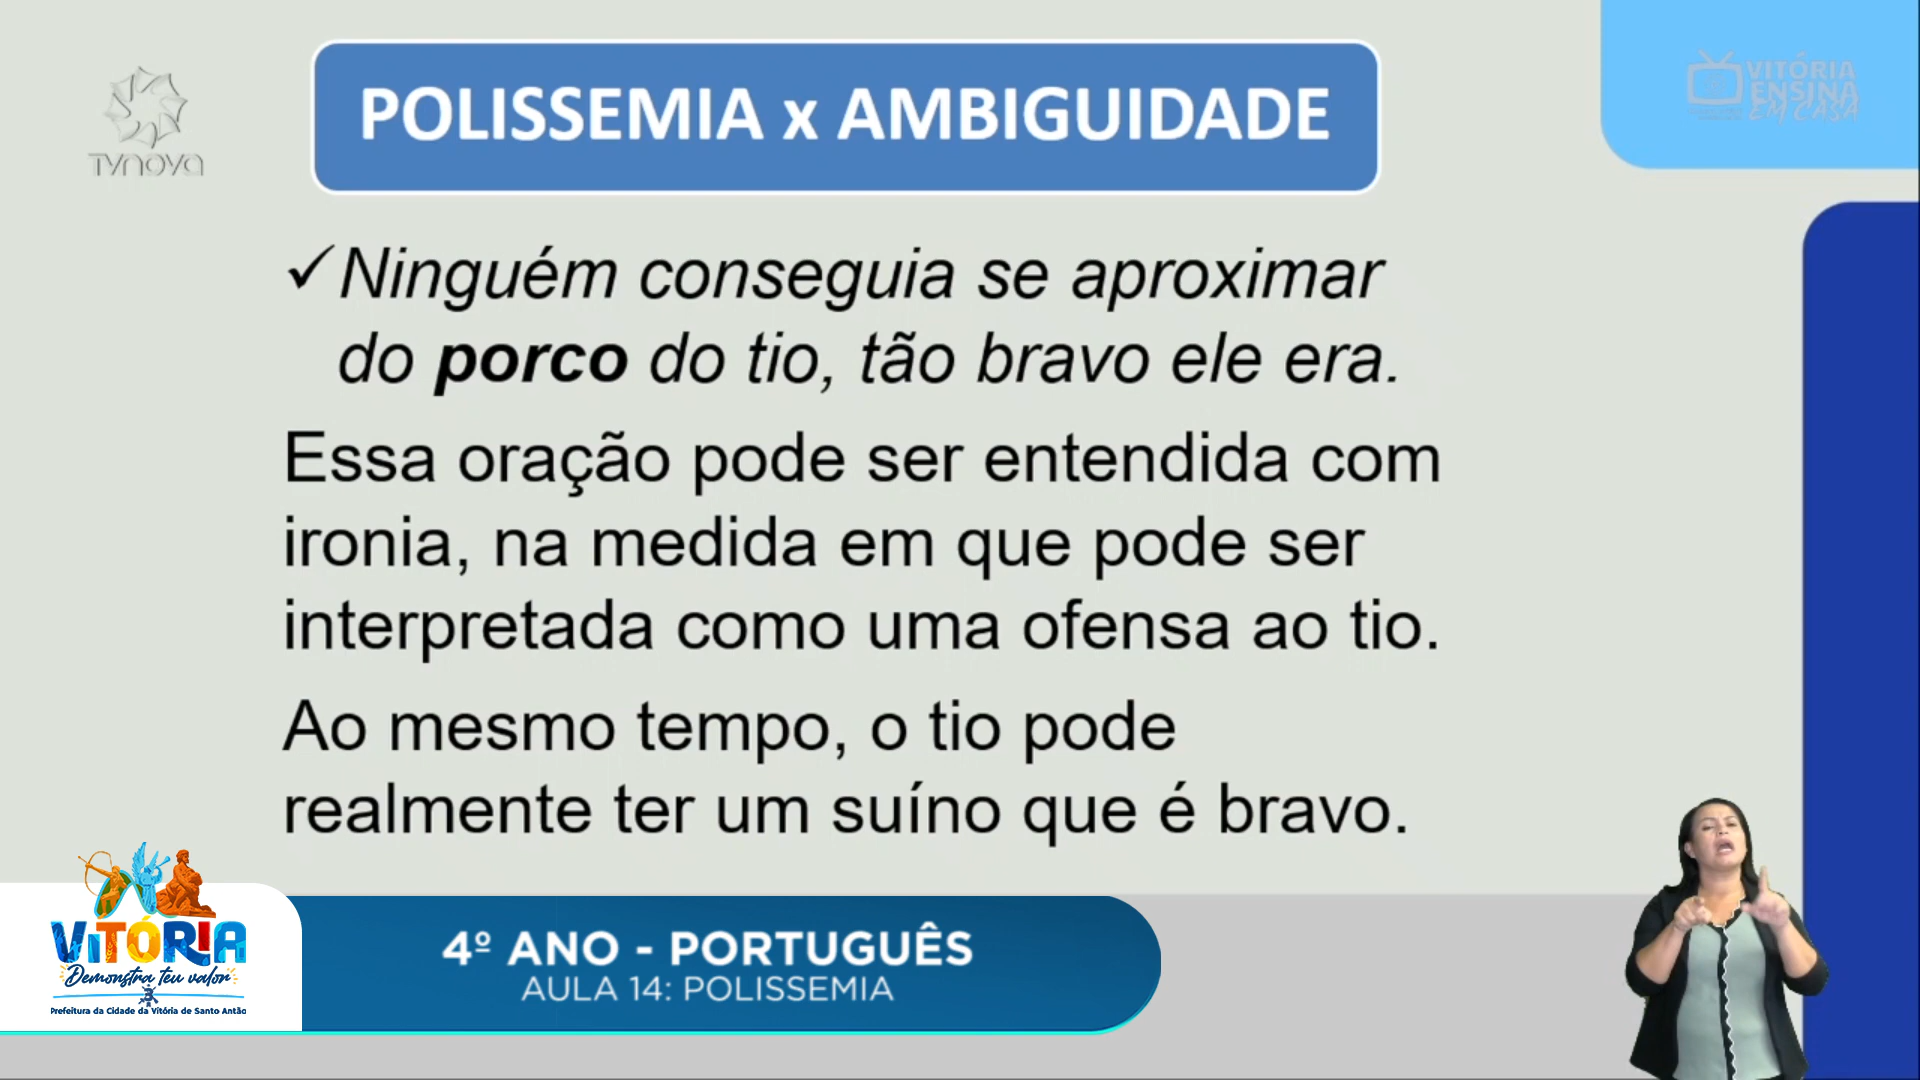 POLISSEMIA x AMBIGUIDADE
TVNOVA
VITÓRIA
ENSINA
EM CASA
✓Ninguém conseguia se aproximar
do porco do tio, tão bravo ele era.
Essa oração pode ser entendida com
ironia, na medida em que pode ser
interpretada como uma ofensa ao tio.
Ao mesmo tempo, o tio pode
realmente ter um suíno que é bravo.
VITÓRIA
Demonstra teu valor
Prefeitura da Cidade da Vitória de Santo Antão
4º ANO - PORTUGUÊS
AULA 14: POLISSEMIA